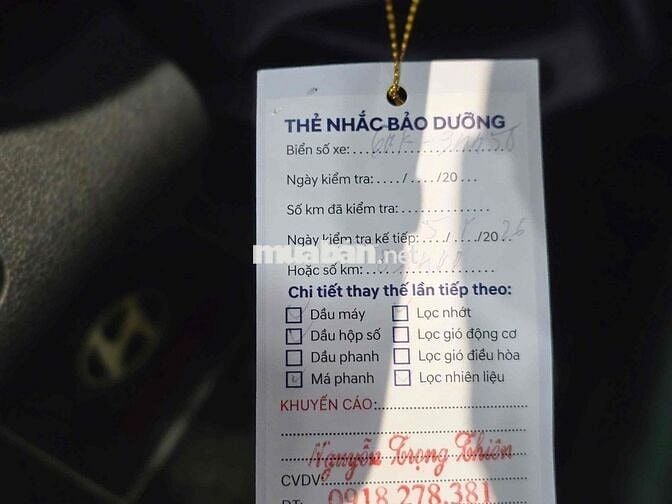 THẺ NHẮC BẢO DƯỠNG
Biển số xe:
Ngày kiểm tra:..../..../20...
Số km đã kiểm tra:
Ngày kiểm tra kế tiếp:..../..../20 26
muaban.net
Hoặc số km:
Chi tiết thay thế lần tiếp theo:
Dầu máy Lọc nhớt
Dầu hộp số Lọc gió động cơ
Dầu phanh Lọc gió điều hòa
Má phanh Lọc nhiên liệu
KHUYẾN CÁO:
Nguyễn Trọng Thiên
CVDV:
ĐT: 0918.278.381